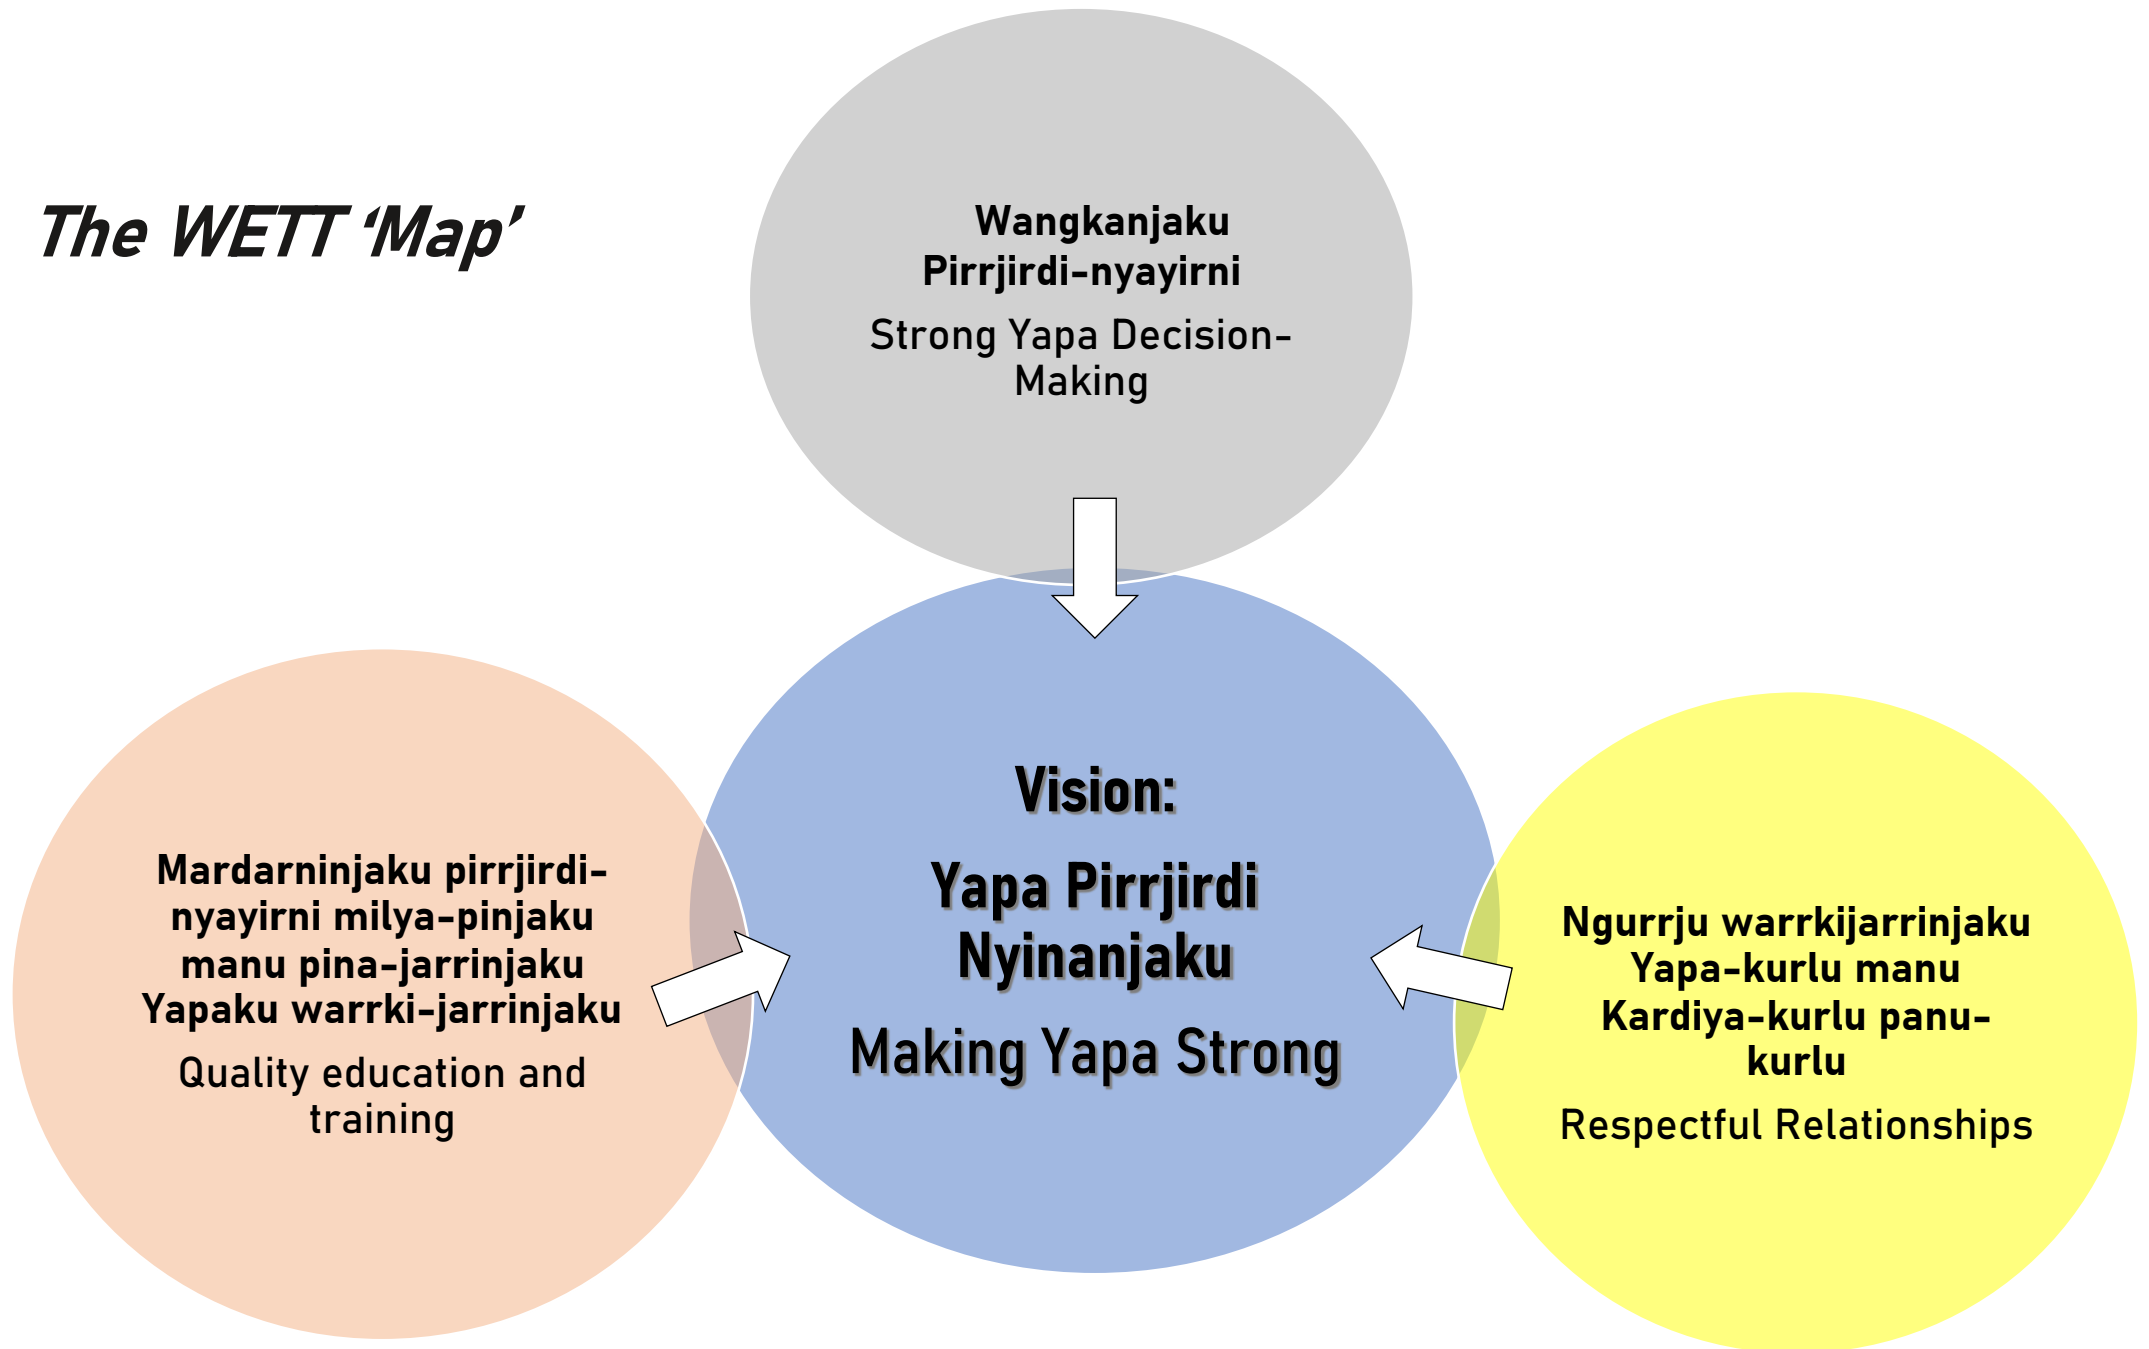 The WETT ‘Map’
Wangkanjaku
Pirrjirdi-nyayirni
Strong Yapa Decision-
Making
Vision:
Yapa Pirrjirdi
Nyinanjaku
Making Yapa Strong
Mardarninjaku pirrjirdi-
nyayirni milya-pinjaku
manu pina-jarrinjaku
Yapaku warrki-jarrinjaku
Quality education and
training
Ngurrju warrkijarrinjaku
Yapa-kurlu manu
Kardiya-kurlu panu-
kurlu
Respectful Relationships